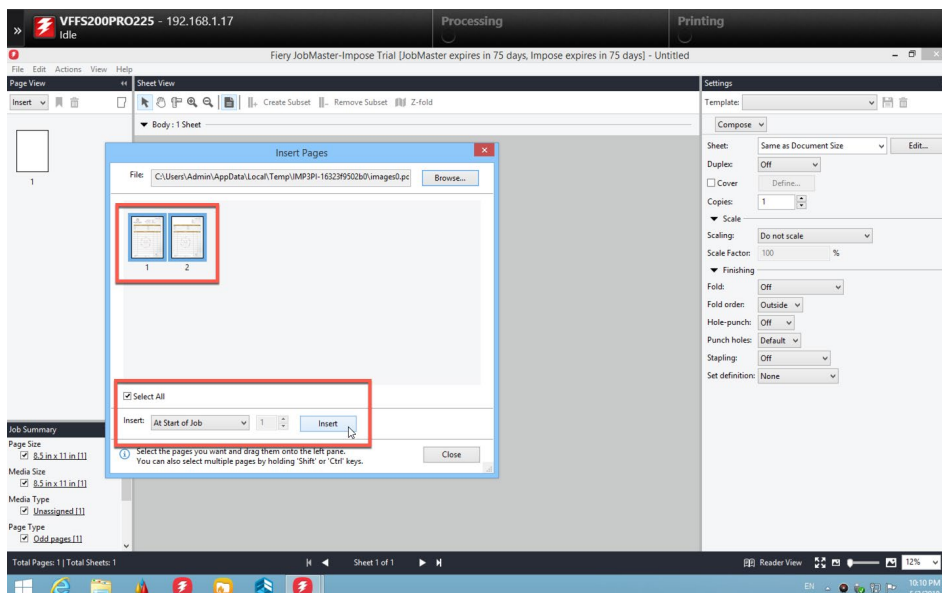 VFFS200PRO225 - 192.168.1.17
Idle
Processing
Printing
Fiery JobMaster-Impose Trial [JobMaster expires in 75 days, Impose expires in 75 days] - Untitled
File Edit Actions View Help
Page View
Sheet View
Settings
Insert
Create Subset
Remove Subset
Z-fold
Template:
Body : 1 Sheet
Compose
1
Insert Pages
File: C:\Users\Admin\AppData\Local\Temp\IMP3PI-16323f9502b0\images0.pc Browse...
1 2
Select All
Insert: At Start of Job 1 Insert
Select the pages you want and drag them onto the left pane.
You can also select multiple pages by holding 'Shift' or 'Ctrl' keys.
Close
Sheet: Same as Document Size Edit...
Duplex: Off
Cover Define...
Copies: 1
Scale
Scaling: Do not scale
Scale Factor: 100 %
Finishing
Fold: Off
Fold order: Outside
Hole-punch: Off
Punch holes: Default
Stapling: Off
Set definition: None
Job Summary
Page Size
8.5 in x 11 in [1]
Media Size
8.5 in x 11 in [1]
Media Type
Unassigned [1]
Page Type
Odd pages [1]
Total Pages: 1 | Total Sheets: 1
Sheet 1 of 1
Reader View
12%
EN
10:10 PM